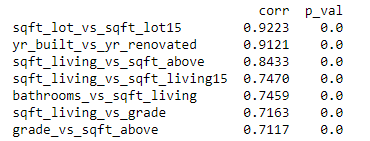 corr p_val
sqft_lot_vs_sqft_lot15 0.9223 0.0
yr_built_vs_yr_renovated 0.9121 0.0
sqft_living_vs_sqft_above 0.8433 0.0
sqft_living_vs_sqft_living15 0.7470 0.0
bathrooms_vs_sqft_living 0.7459 0.0
sqft_living_vs_grade 0.7163 0.0
grade_vs_sqft_above 0.7117 0.0